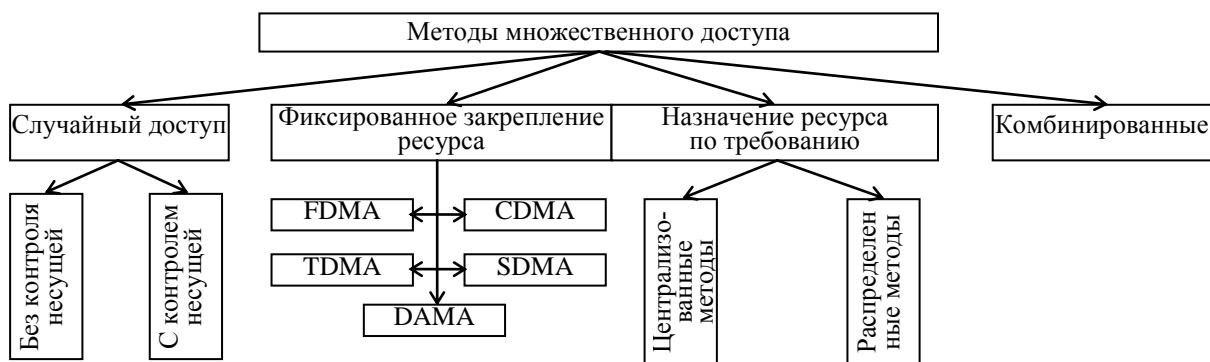 Методы множественного доступа
Случайный доступ
Фиксированное закрепление
ресурса
Назначение ресурса
по требованию
Комбинированные
Без контроля
несущей
С контролем
несущей
FDMA
CDMA
TDMA
SDMA
DAMA
Централизо-
ванные
методы
Распределен
ные методы